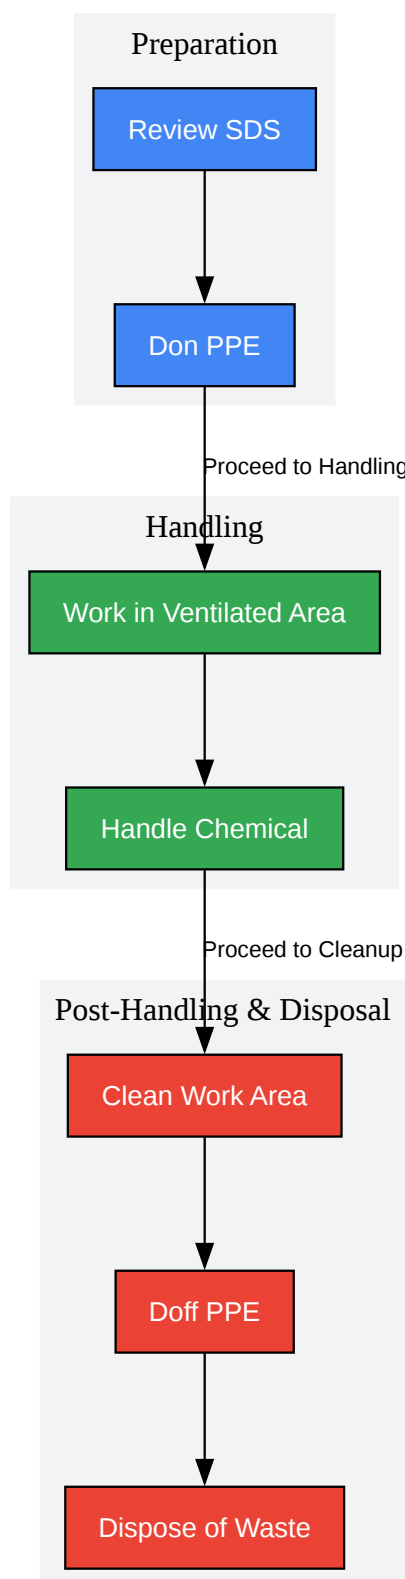 Preparation
Review SDS
Don PPE
Proceed to Handling
Handling
Work in Ventilated Area
Handle Chemical
Proceed to Cleanup
Post-Handling & Disposal
Clean Work Area
Doff PPE
Dispose of Waste